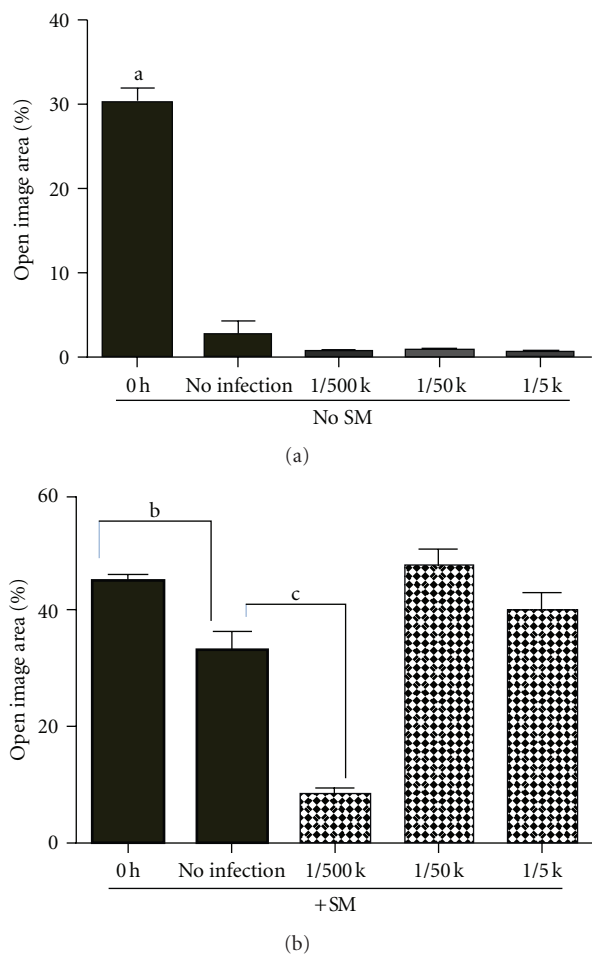 40
30
20
10
0
Open image area (%)
a
0 h No infection 1/500 k 1/50 k 1/5 k
No SM
(a)
60
40
20
0
Open image area (%)
b
c
0 h No infection 1/500 k 1/50 k 1/5 k
+SM
(b)